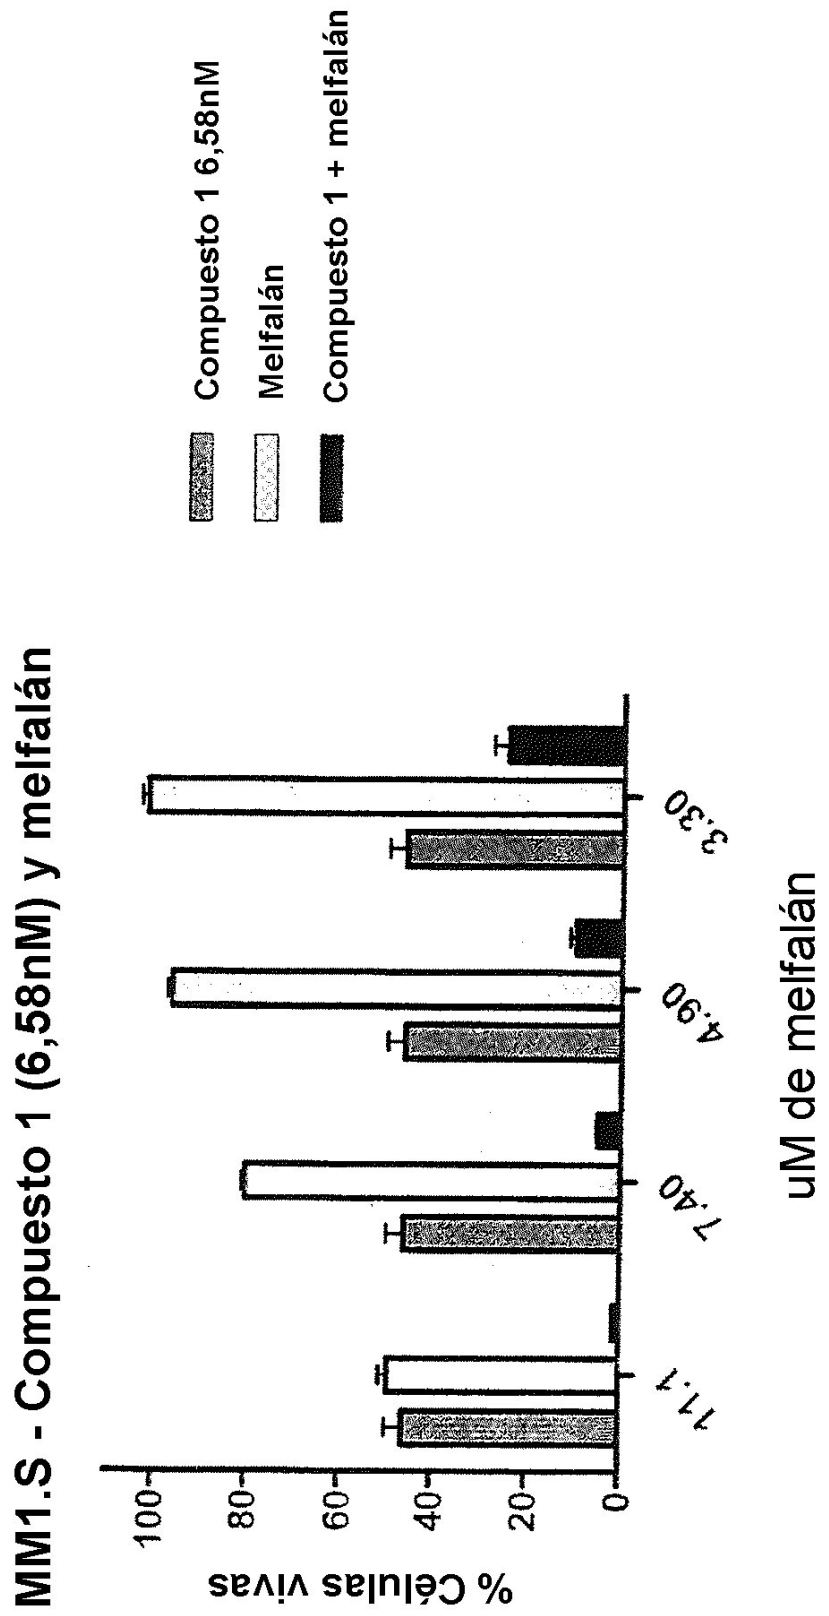 MM1.S - Compuesto 1 (6,58nM) y melfalán
Compuesto 1 6,58nM
Melfalán
Compuesto 1 + melfalán
% Células vivas
100
80
60
40
20
0
11.1
7.40
4.90
3.30
uM de melfalán